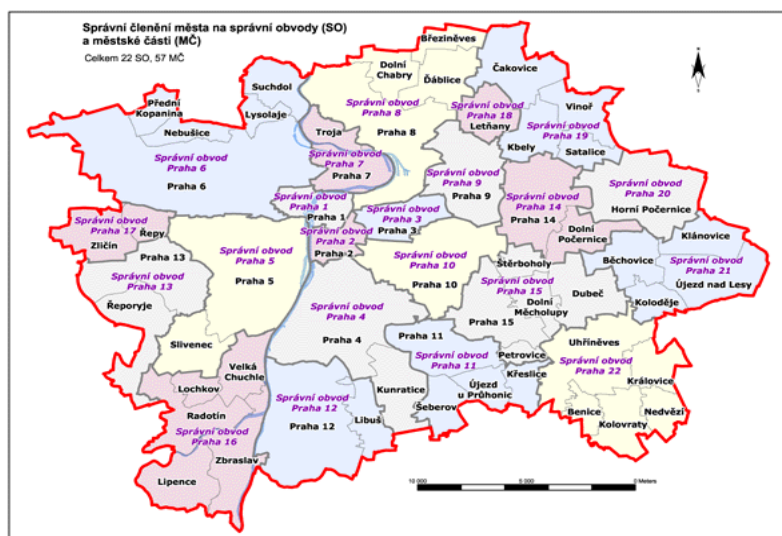 Správní členění města na správní obvody (SO)
a městské části (MČ)
Celkem 22 SO, 57 MČ
Březiněves
Dolní
Chabry
Ďáblice
Čakovice
Suchdol
Přední
Kopanina
Lysolaje
Nebušice
Správní obvod
Praha 8
Praha 8
Správní obvod
Praha 18
Letňany
Vinoř
Správní obvod
Praha 19
Kbely
Satalice
Troja
Správní obvod
Praha 7
Praha 7
Správní obvod
Praha 6
Praha 6
Správní obvod
Praha 9
Praha 9
Správní obvod
Praha 14
Praha 14
Správní obvod
Praha 20
Horní Počernice
Správní obvod
Praha 1
Praha 1
Správní obvod
Praha 3
Praha 3
Správní obvod
Praha 2
Praha 2
Dolní
Počernice
Správní obvod
Praha 17
Zličín
Řepy
Praha 13
Správní obvod
Praha 13
Řeporyje
Správní obvod
Praha 5
Praha 5
Správní obvod
Praha 10
Praha 10
Štěrboholy
Správní obvod
Praha 15
Dolní
Měcholupy
Dubeč
Praha 15
Petrovice
Klánovice
Běchovice
Správní obvod
Praha 21
Újezd nad Lesy
Koloděje
Slivenec
Velká
Chuchle
Lochkov
Radotín
Správní obvod
Praha 16
Zbraslav
Lipence
Správní obvod
Praha 4
Praha 4
Kunratice
Správní obvod
Praha 12
Praha 12
Libuš
Praha 11
Správní obvod
Praha 11
Křeslice
Újezd
u Průhonic
Šeberov
Uhříněves
Správní obvod
Praha 22
Královice
Benice
Nedvězí
Kolovraty
10 000
5 000
0 Meters